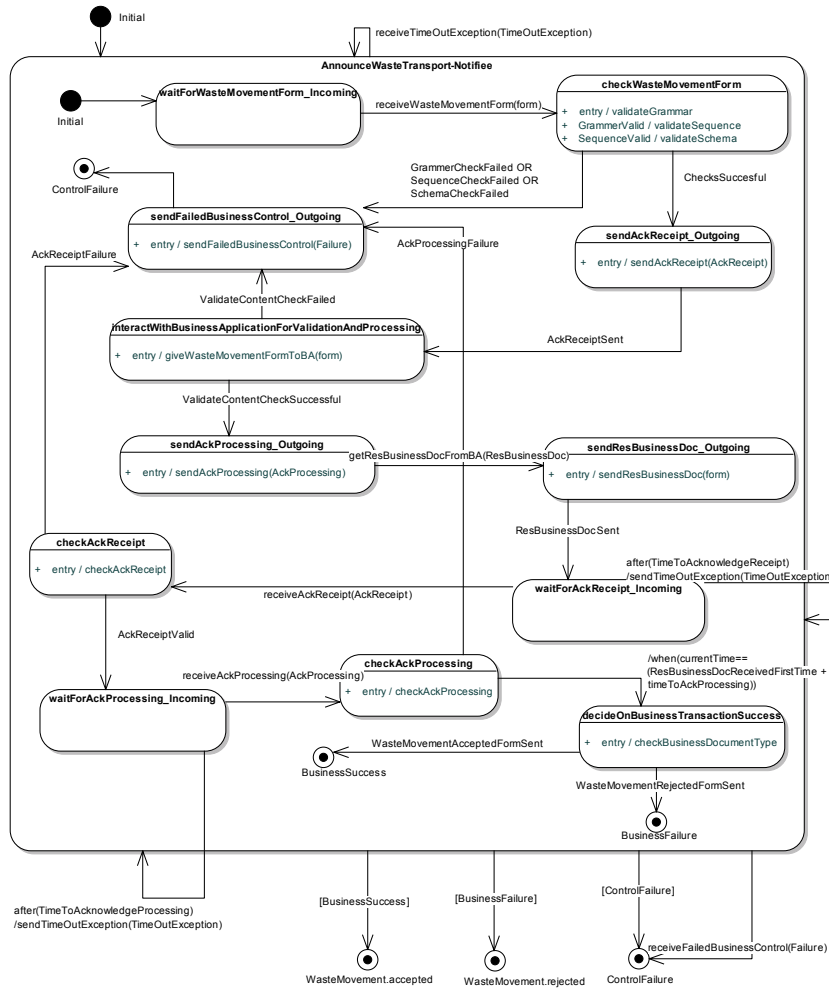 Initial
receiveTimeOutException(TimeOutException)
AnnounceWasteTransport-Notifiee
waitForWasteMovementForm_Incoming
Initial
receiveWasteMovementForm(form)
checkWasteMovementForm
+ entry / validateGrammar
+ GrammerValid / validateSequence
+ SequenceValid / validateSchema
ControlFailure
GrammerCheckFailed OR
SequenceCheckFailed OR
SchemaCheckFailed
ChecksSuccesful
sendFailedBusinessControl_Outgoing
+ entry / sendFailedBusinessControl(Failure)
AckReceiptFailure
AckProcessingFailure
sendAckReceipt_Outgoing
+ entry / sendAckReceipt(AckReceipt)
ValidateContentCheckFailed
interactWithBusinessApplicationForValidationAndProcessing
+ entry / giveWasteMovementFormToBA(form)
AckReceiptSent
ValidateContentCheckSuccessful
sendAckProcessing_Outgoing
+ entry / sendAckProcessing(AckProcessing)
getResBusinessDocFromBA(ResBusinessDoc)
sendResBusinessDoc_Outgoing
+ entry / sendResBusinessDoc(form)
ResBusinessDocSent
checkAckReceipt
+ entry / checkAckReceipt
after(TimeToAcknowledgeReceipt)
/sendTimeOutException(TimeOutException
waitForAckReceipt_Incoming
receiveAckReceipt(AckReceipt)
AckReceiptValid
receiveAckProcessing(AckProcessing)
checkAckProcessing
+ entry / checkAckProcessing
/when(currentTime==
(ResBusinessDocReceivedFirstTime +
timeToAckProcessing))
waitForAckProcessing_Incoming
decideOnBusinessTransactionSuccess
+ entry / checkBusinessDocumentType
WasteMovementAcceptedFormSent
BusinessSuccess
WasteMovementRejectedFormSent
BusinessFailure
after(TimeToAcknowledgeProcessing)
/sendTimeOutException(TimeOutException)
[BusinessSuccess]
[BusinessFailure]
[ControlFailure]
receiveFailedBusinessControl(Failure)
WasteMovement.accepted
WasteMovement.rejected
ControlFailure